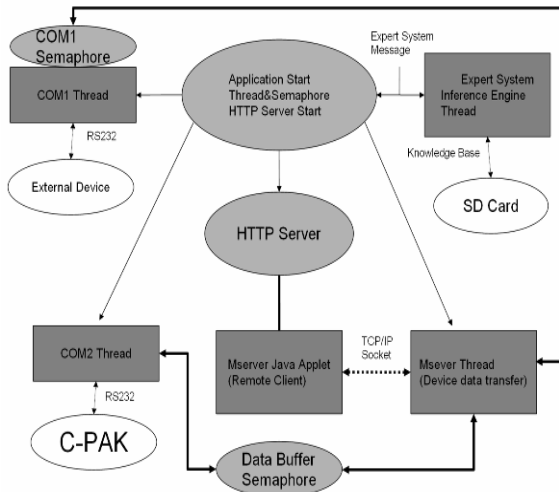 COM1
Semaphore
COM1 Thread
RS232
External Device
Application Start
Thread&Semaphore
HTTP Server Start
Expert System
Message
Expert System
Inference Engine
Thread
Knowledge Base
SD Card
HTTP Server
COM2 Thread
RS232
C-PAK
Mserver Java Applet
(Remote Client)
TCP/IP
Socket
Msever Thread
(Device data transfer)
Data Buffer
Semaphore